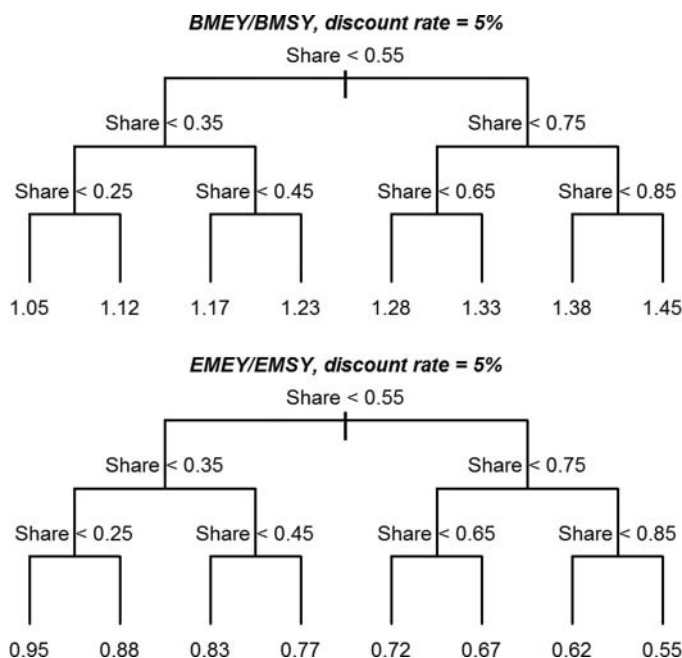 BMEY/BMSY, discount rate = 5%
Share < 0.55
Share < 0.35 Share < 0.75
Share < 0.25 Share < 0.45 Share < 0.65 Share < 0.85
1.05 1.12 1.17 1.23 1.28 1.33 1.38 1.45
EMEY/EMSY, discount rate = 5%
Share < 0.55
Share < 0.35 Share < 0.75
Share < 0.25 Share < 0.45 Share < 0.65 Share < 0.85
0.95 0.88 0.83 0.77 0.72 0.67 0.62 0.55